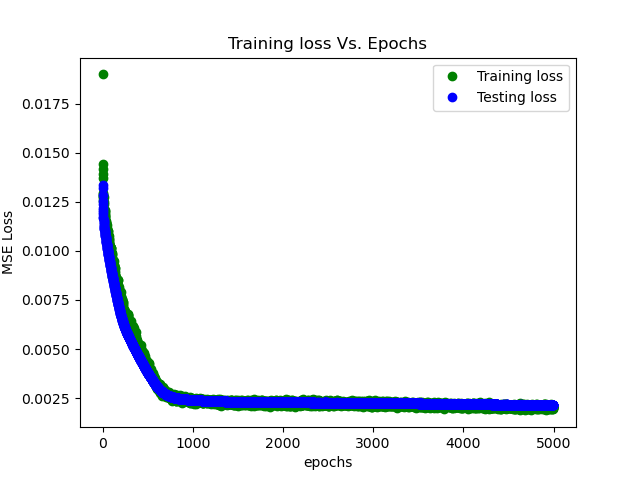 Training loss Vs. Epochs
Training loss
Testing loss
MSE Loss
0.0175
0.0150
0.0125
0.0100
0.0075
0.0050
0.0025
0 1000 2000 3000 4000 5000
epochs